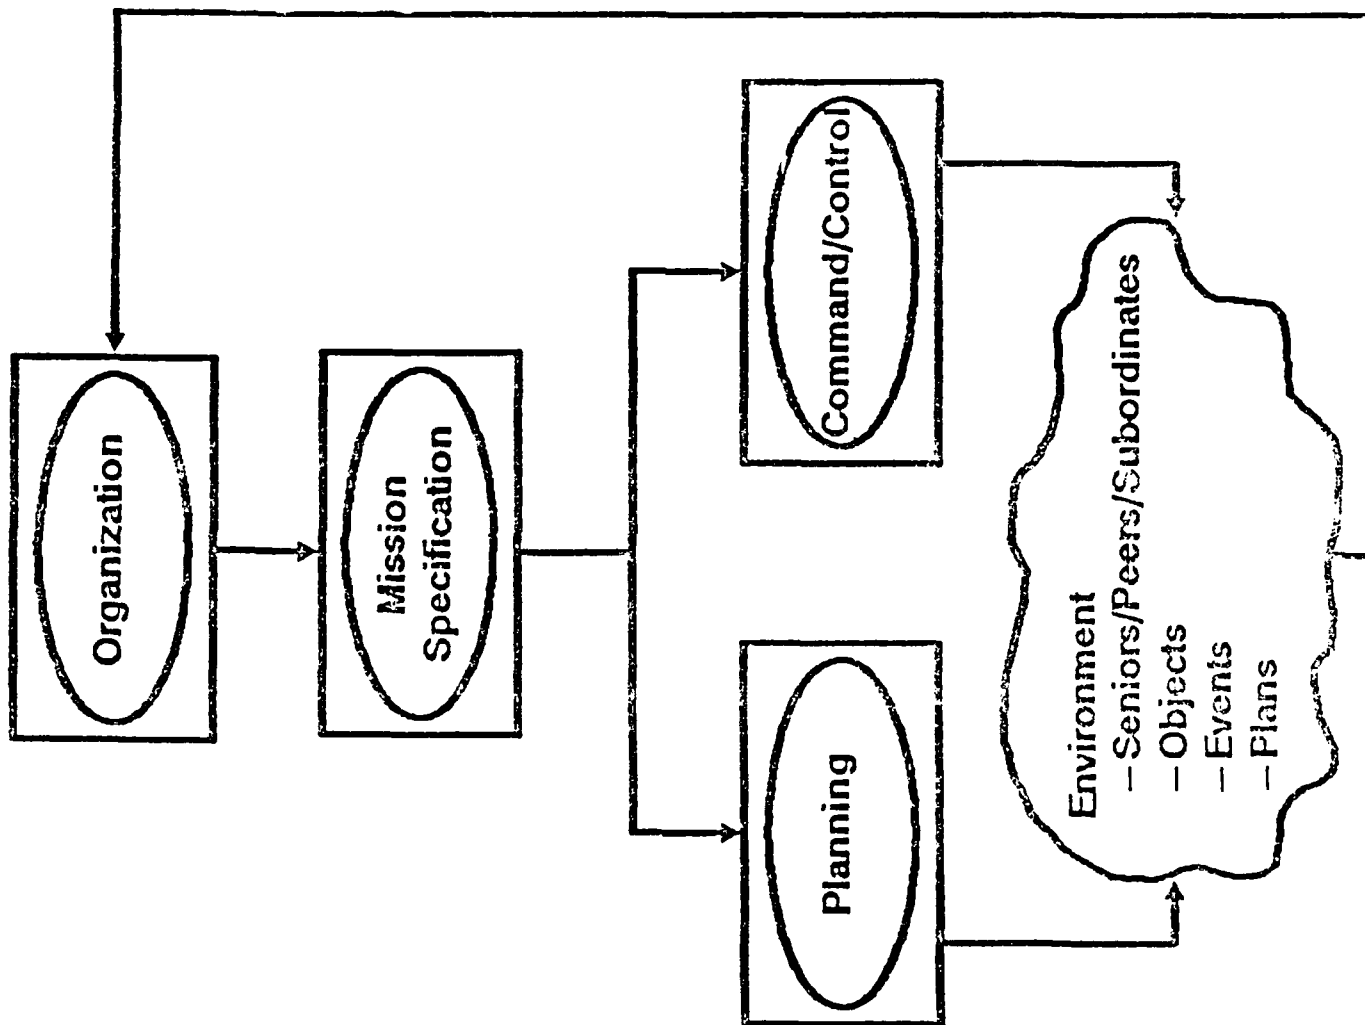 Organization
Mission
Specification
Planning
Command/Control
Environment
–Seniors/Peers/Subordinates
–Objects
–Events
–Plans